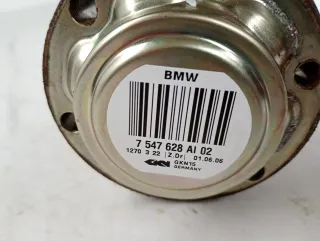 BMW
7 547 628 AI 02
1270 3 22 Z.Dr 01.06.06
GKN
GKN15
GERMANY